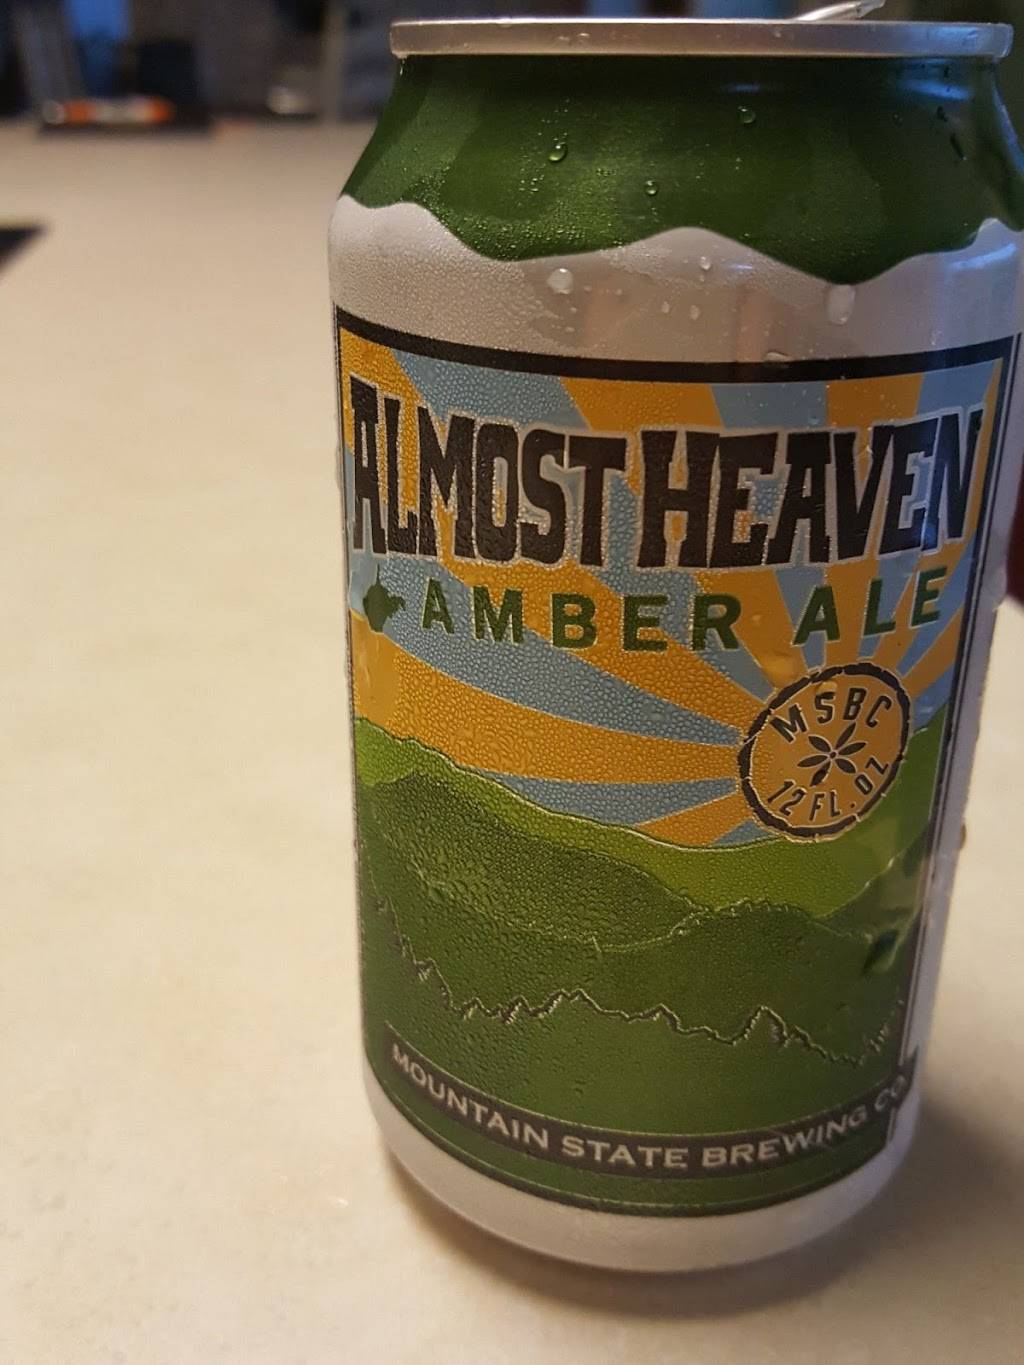 ALMOST HEAVEN
AMBER ALE
MSBC
12 FL. OZ
MOUNTAIN STATE BREWING CO